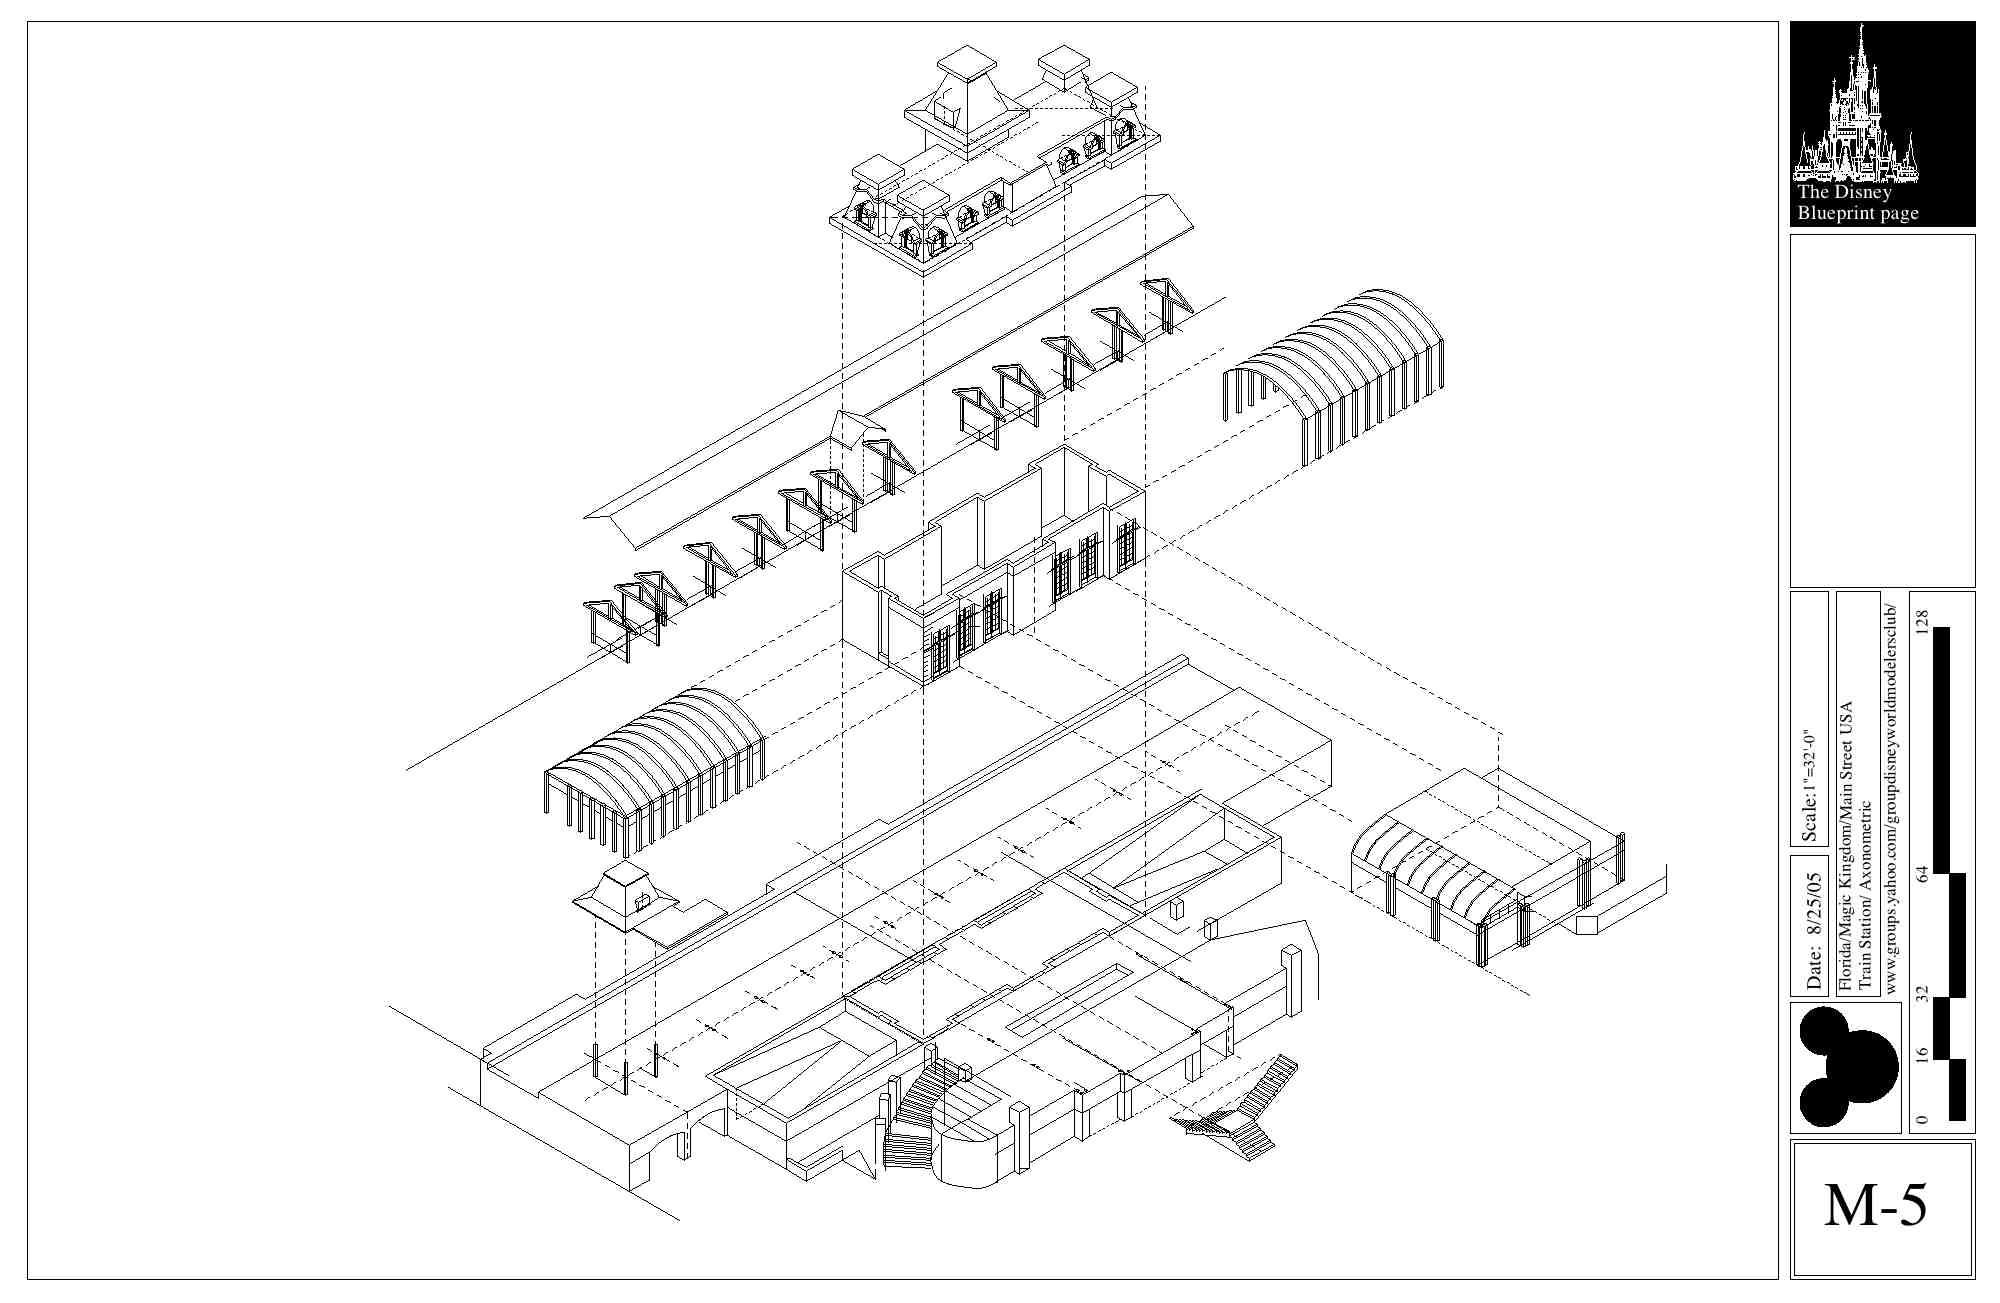 The Disney
Blueprint page
Scale:1"=32'-0"
Date: 8/25/05
Florida/Magic Kingdom/Main Street USA
Train Station/ Axonometric
www.groups.yahoo.com/groupdisneyworldmodelersclub/
128
64
32
16
0
M-5